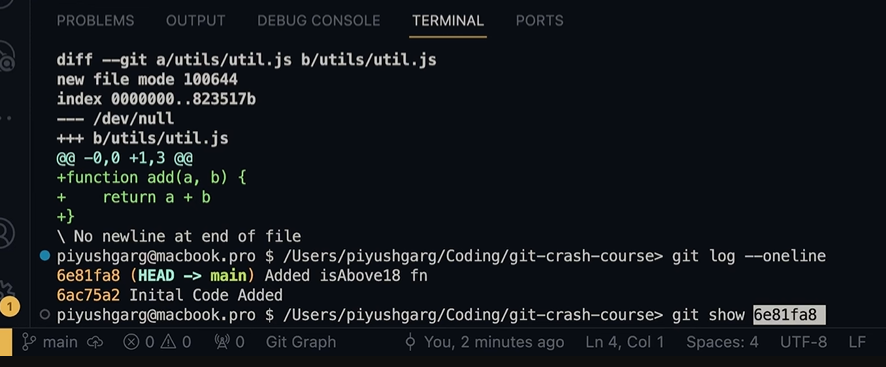 PROBLEMS OUTPUT DEBUG CONSOLE TERMINAL PORTS
diff --git a/utils/util.js b/utils/util.js
new file mode 100644
index 0000000..823517b
--- /dev/null
+++ b/utils/util.js
@@ -0,0 +1,3 @@
+function add(a, b) {
+    return a + b
+}
\ No newline at end of file
piyushgarg@macbook.pro $ /Users/piyushgarg/Coding/git-crash-course> git log --oneline
6e81fa8 (HEAD -> main) Added isAbove18 fn
6ac75a2 Inital Code Added
piyushgarg@macbook.pro $ /Users/piyushgarg/Coding/git-crash-course> git show 6e81fa8
1
main 0 0 0 Git Graph You, 2 minutes ago Ln 4, Col 1 Spaces: 4 UTF-8 LF